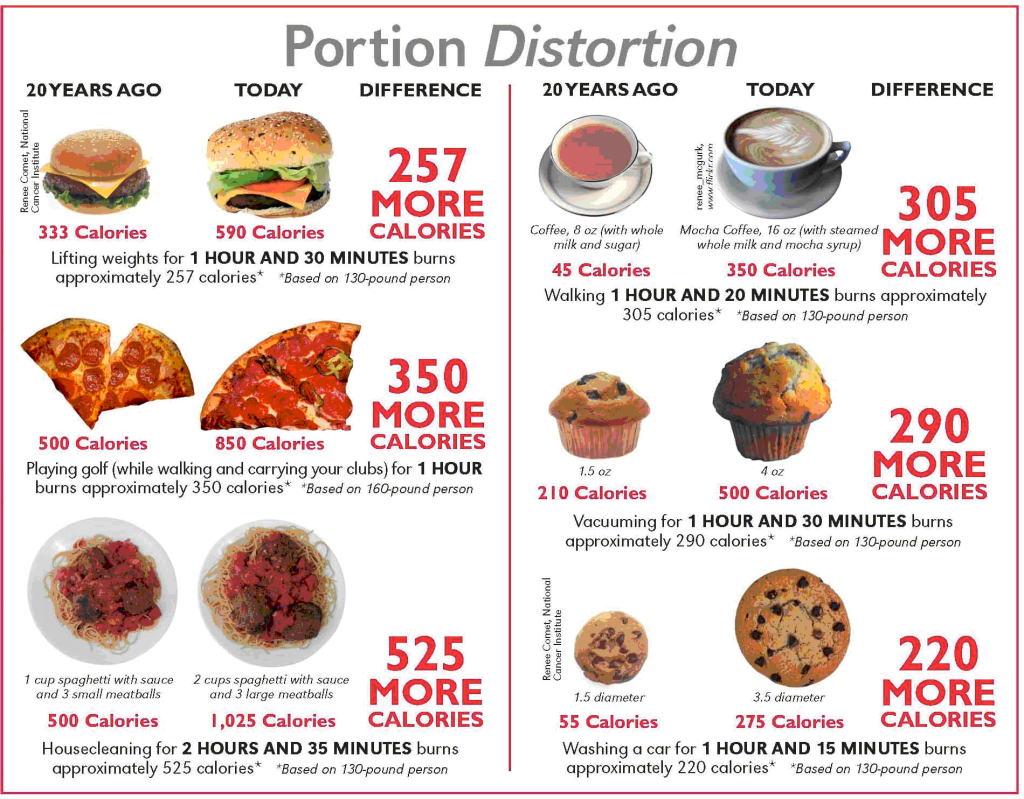 Portion Distortion
20 YEARS AGO
TODAY
DIFFERENCE
Renee Comet, National
Cancer Institute
333 Calories
590 Calories
257
MORE
CALORIES
Lifting weights for 1 HOUR AND 30 MINUTES burns
approximately 257 calories* *Based on 130-pound person
500 Calories
850 Calories
350
MORE
CALORIES
Playing golf (while walking and carrying your clubs) for 1 HOUR
burns approximately 350 calories* *Based on 160-pound person
1 cup spaghetti with sauce
and 3 small meatballs
500 Calories
2 cups spaghetti with sauce
and 3 large meatballs
1,025 Calories
525
MORE
CALORIES
Housecleaning for 2 HOURS AND 35 MINUTES burns
approximately 525 calories* *Based on 130-pound person
20 YEARS AGO
TODAY
DIFFERENCE
renee_mcgurk,
www.flickr.com
Coffee, 8 oz (with whole
milk and sugar)
45 Calories
Mocha Coffee, 16 oz (with steamed
whole milk and mocha syrup)
350 Calories
305
MORE
CALORIES
Walking 1 HOUR AND 20 MINUTES burns approximately
305 calories* *Based on 130-pound person
1.5 oz
210 Calories
4 oz
500 Calories
290
MORE
CALORIES
Vacuuming for 1 HOUR AND 30 MINUTES burns
approximately 290 calories* *Based on 130-pound person
Renee Comet, National
Cancer Institute
1.5 diameter
55 Calories
3.5 diameter
275 Calories
220
MORE
CALORIES
Washing a car for 1 HOUR AND 15 MINUTES burns
approximately 220 calories* *Based on 130-pound person